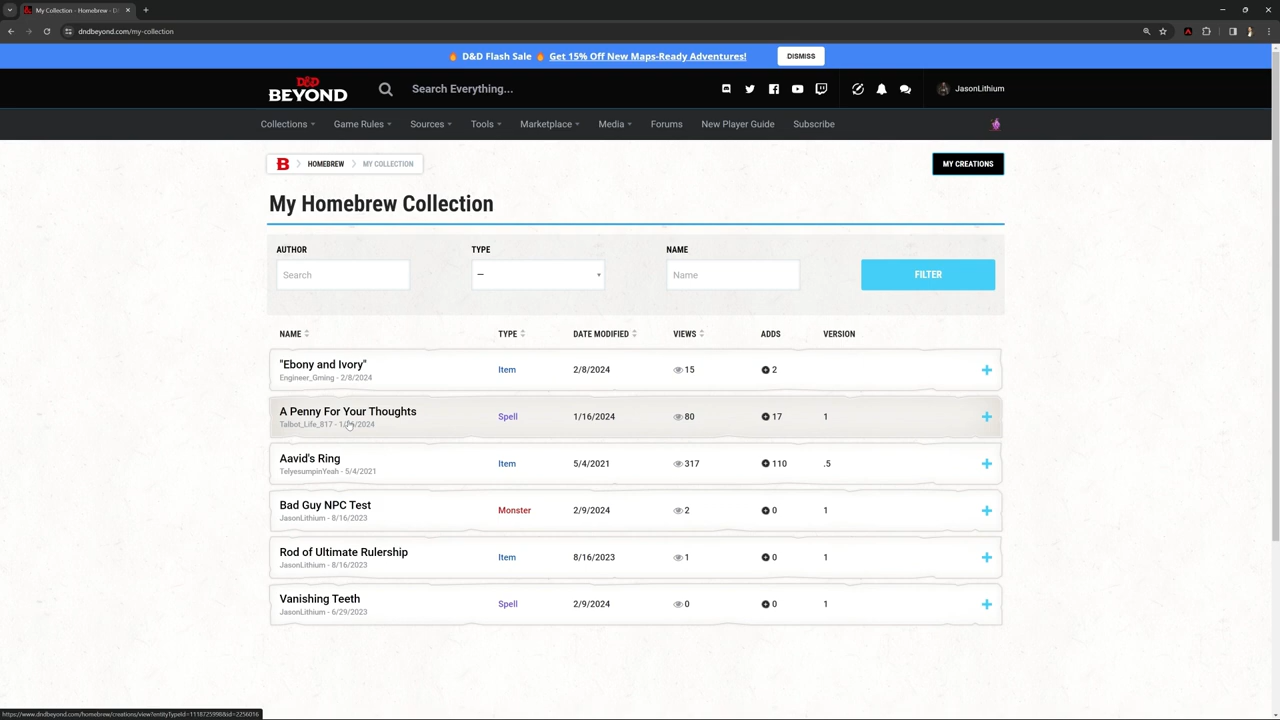 My Collection - Homebrew - D
dndbeyond.com/my-collection
D&D Flash Sale Get 15% Off New Maps-Ready Adventures! DISMISS
D&D BEYOND Search Everything... JasonLithium
Collections Game Rules Sources Tools Marketplace Media Forums New Player Guide Subscribe
B HOMEBREW MY COLLECTION MY CREATIONS
My Homebrew Collection
AUTHOR TYPE NAME
Search — Name FILTER
NAME TYPE DATE MODIFIED VIEWS ADDS VERSION
"Ebony and Ivory" Item 2/8/2024 15 2
Engineer_Gming - 2/8/2024
A Penny For Your Thoughts Spell 1/16/2024 80 17 1
Talbot_Life_817 - 1/16/2024
Aavid's Ring Item 5/4/2021 317 110 .5
TelyesumpinYeah - 5/4/2021
Bad Guy NPC Test Monster 2/9/2024 2 0 1
JasonLithium - 8/16/2023
Rod of Ultimate Rulership Item 8/16/2023 1 0 1
JasonLithium - 8/16/2023
Vanishing Teeth Spell 2/9/2024 0 0 1
JasonLithium - 6/29/2023